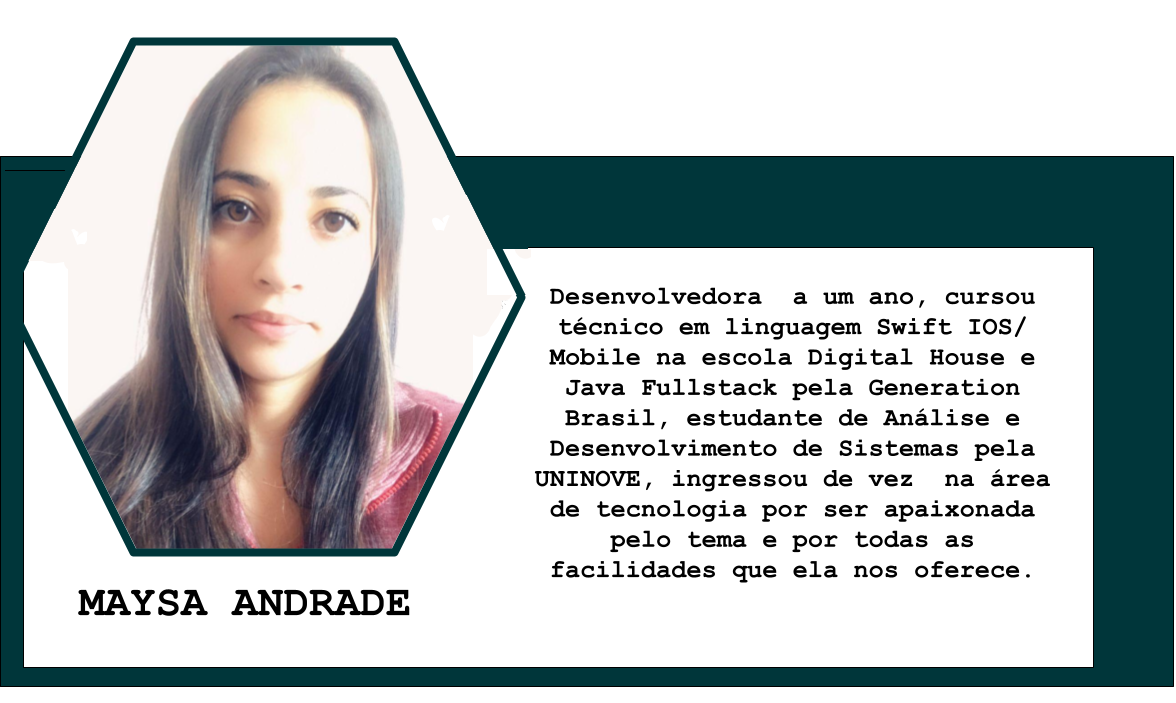 Desenvolvedora  a um ano, cursou
técnico em linguagem Swift IOS/
Mobile na escola Digital House e
Java Fullstack pela Generation
Brasil, estudante de Análise e
Desenvolvimento de Sistemas pela
UNINOVE, ingressou de vez  na área
de tecnologia por ser apaixonada
pelo tema e por todas as
facilidades que ela nos oferece.
MAYSA ANDRADE